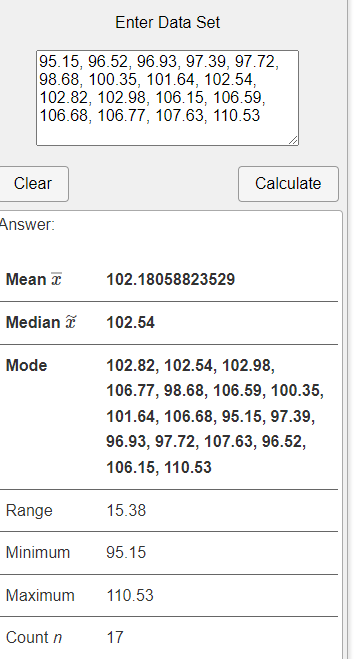 Enter Data Set
95.15, 96.52, 96.93, 97.39, 97.72,
98.68, 100.35, 101.64, 102.54,
102.82, 102.98, 106.15, 106.59,
106.68, 106.77, 107.63, 110.53
Clear
Calculate
Answer:
Mean x̅ 102.18058823529
Median x̃ 102.54
Mode 102.82, 102.54, 102.98,
106.77, 98.68, 106.59, 100.35,
101.64, 106.68, 95.15, 97.39,
96.93, 97.72, 107.63, 96.52,
106.15, 110.53
Range 15.38
Minimum 95.15
Maximum 110.53
Count n 17